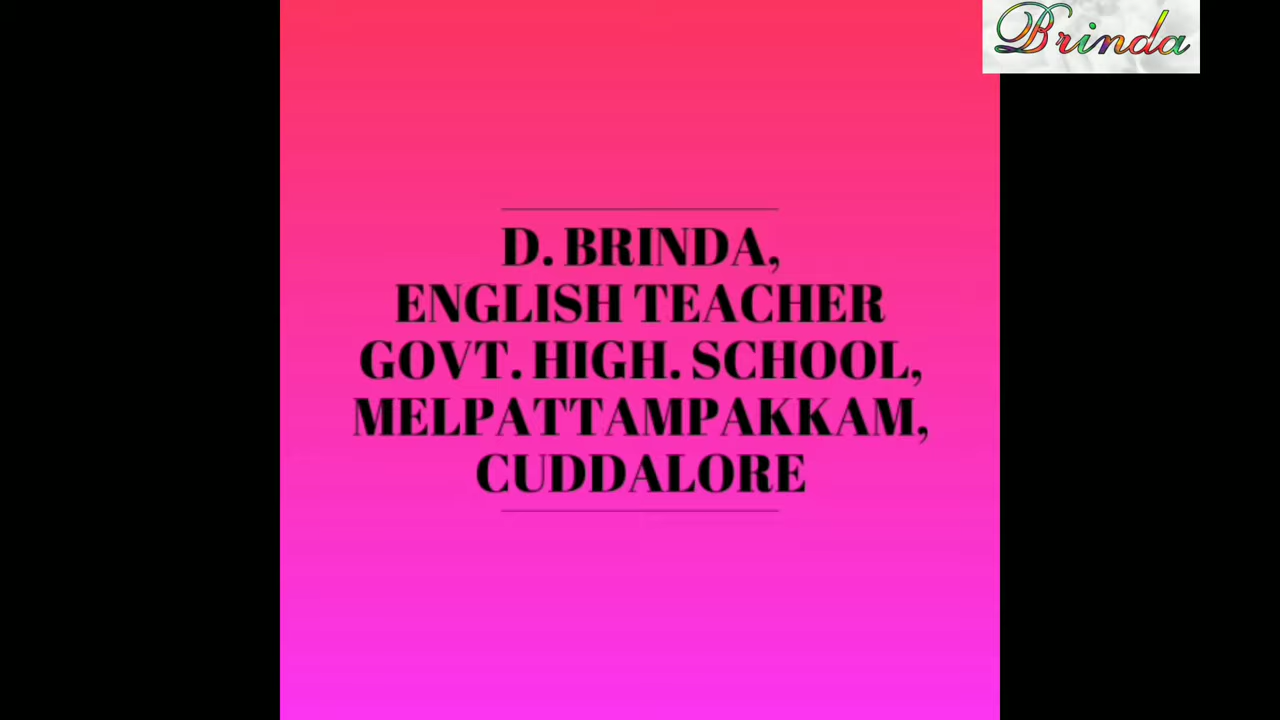 Brinda
D. BRINDA,
ENGLISH TEACHER
GOVT. HIGH. SCHOOL,
MELPATTAMPAKKAM,
CUDDALORE